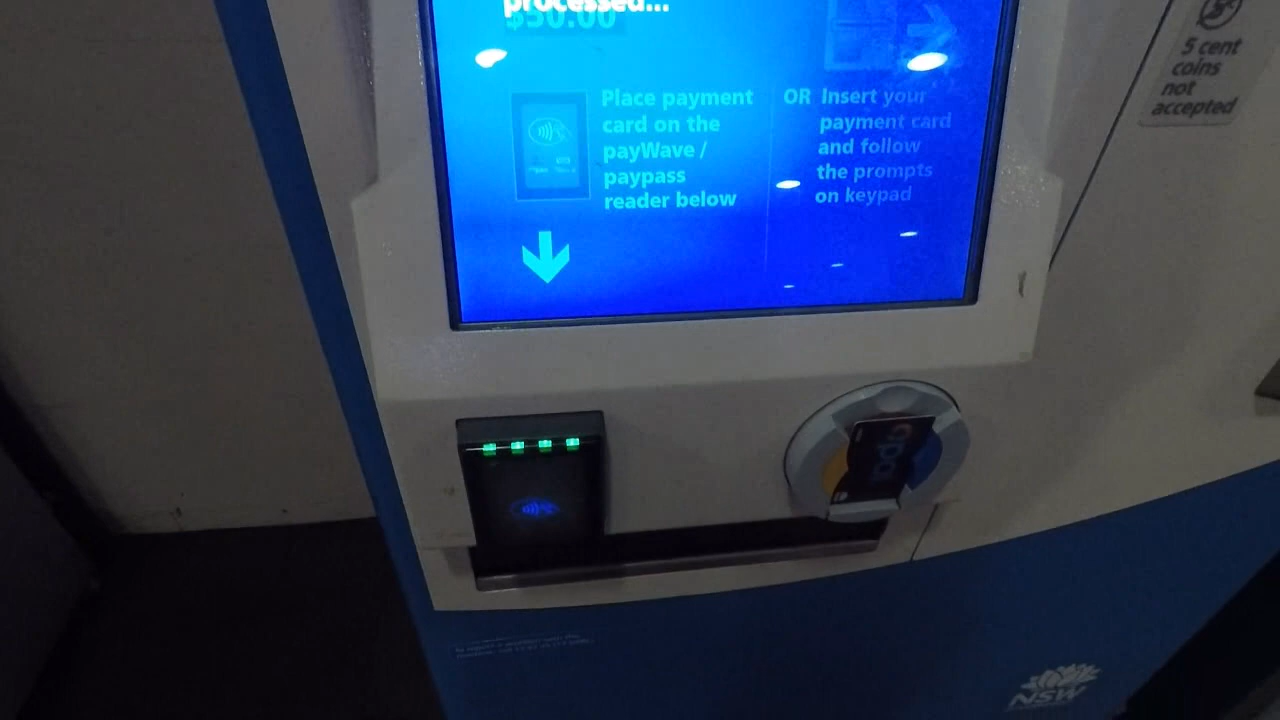 processed...
$50.00
Place payment
card on the
payWave /
paypass
reader below
OR Insert your
payment card
and follow
the prompts
on keypad
5 cent
coins
not
accepted
opal
NSW